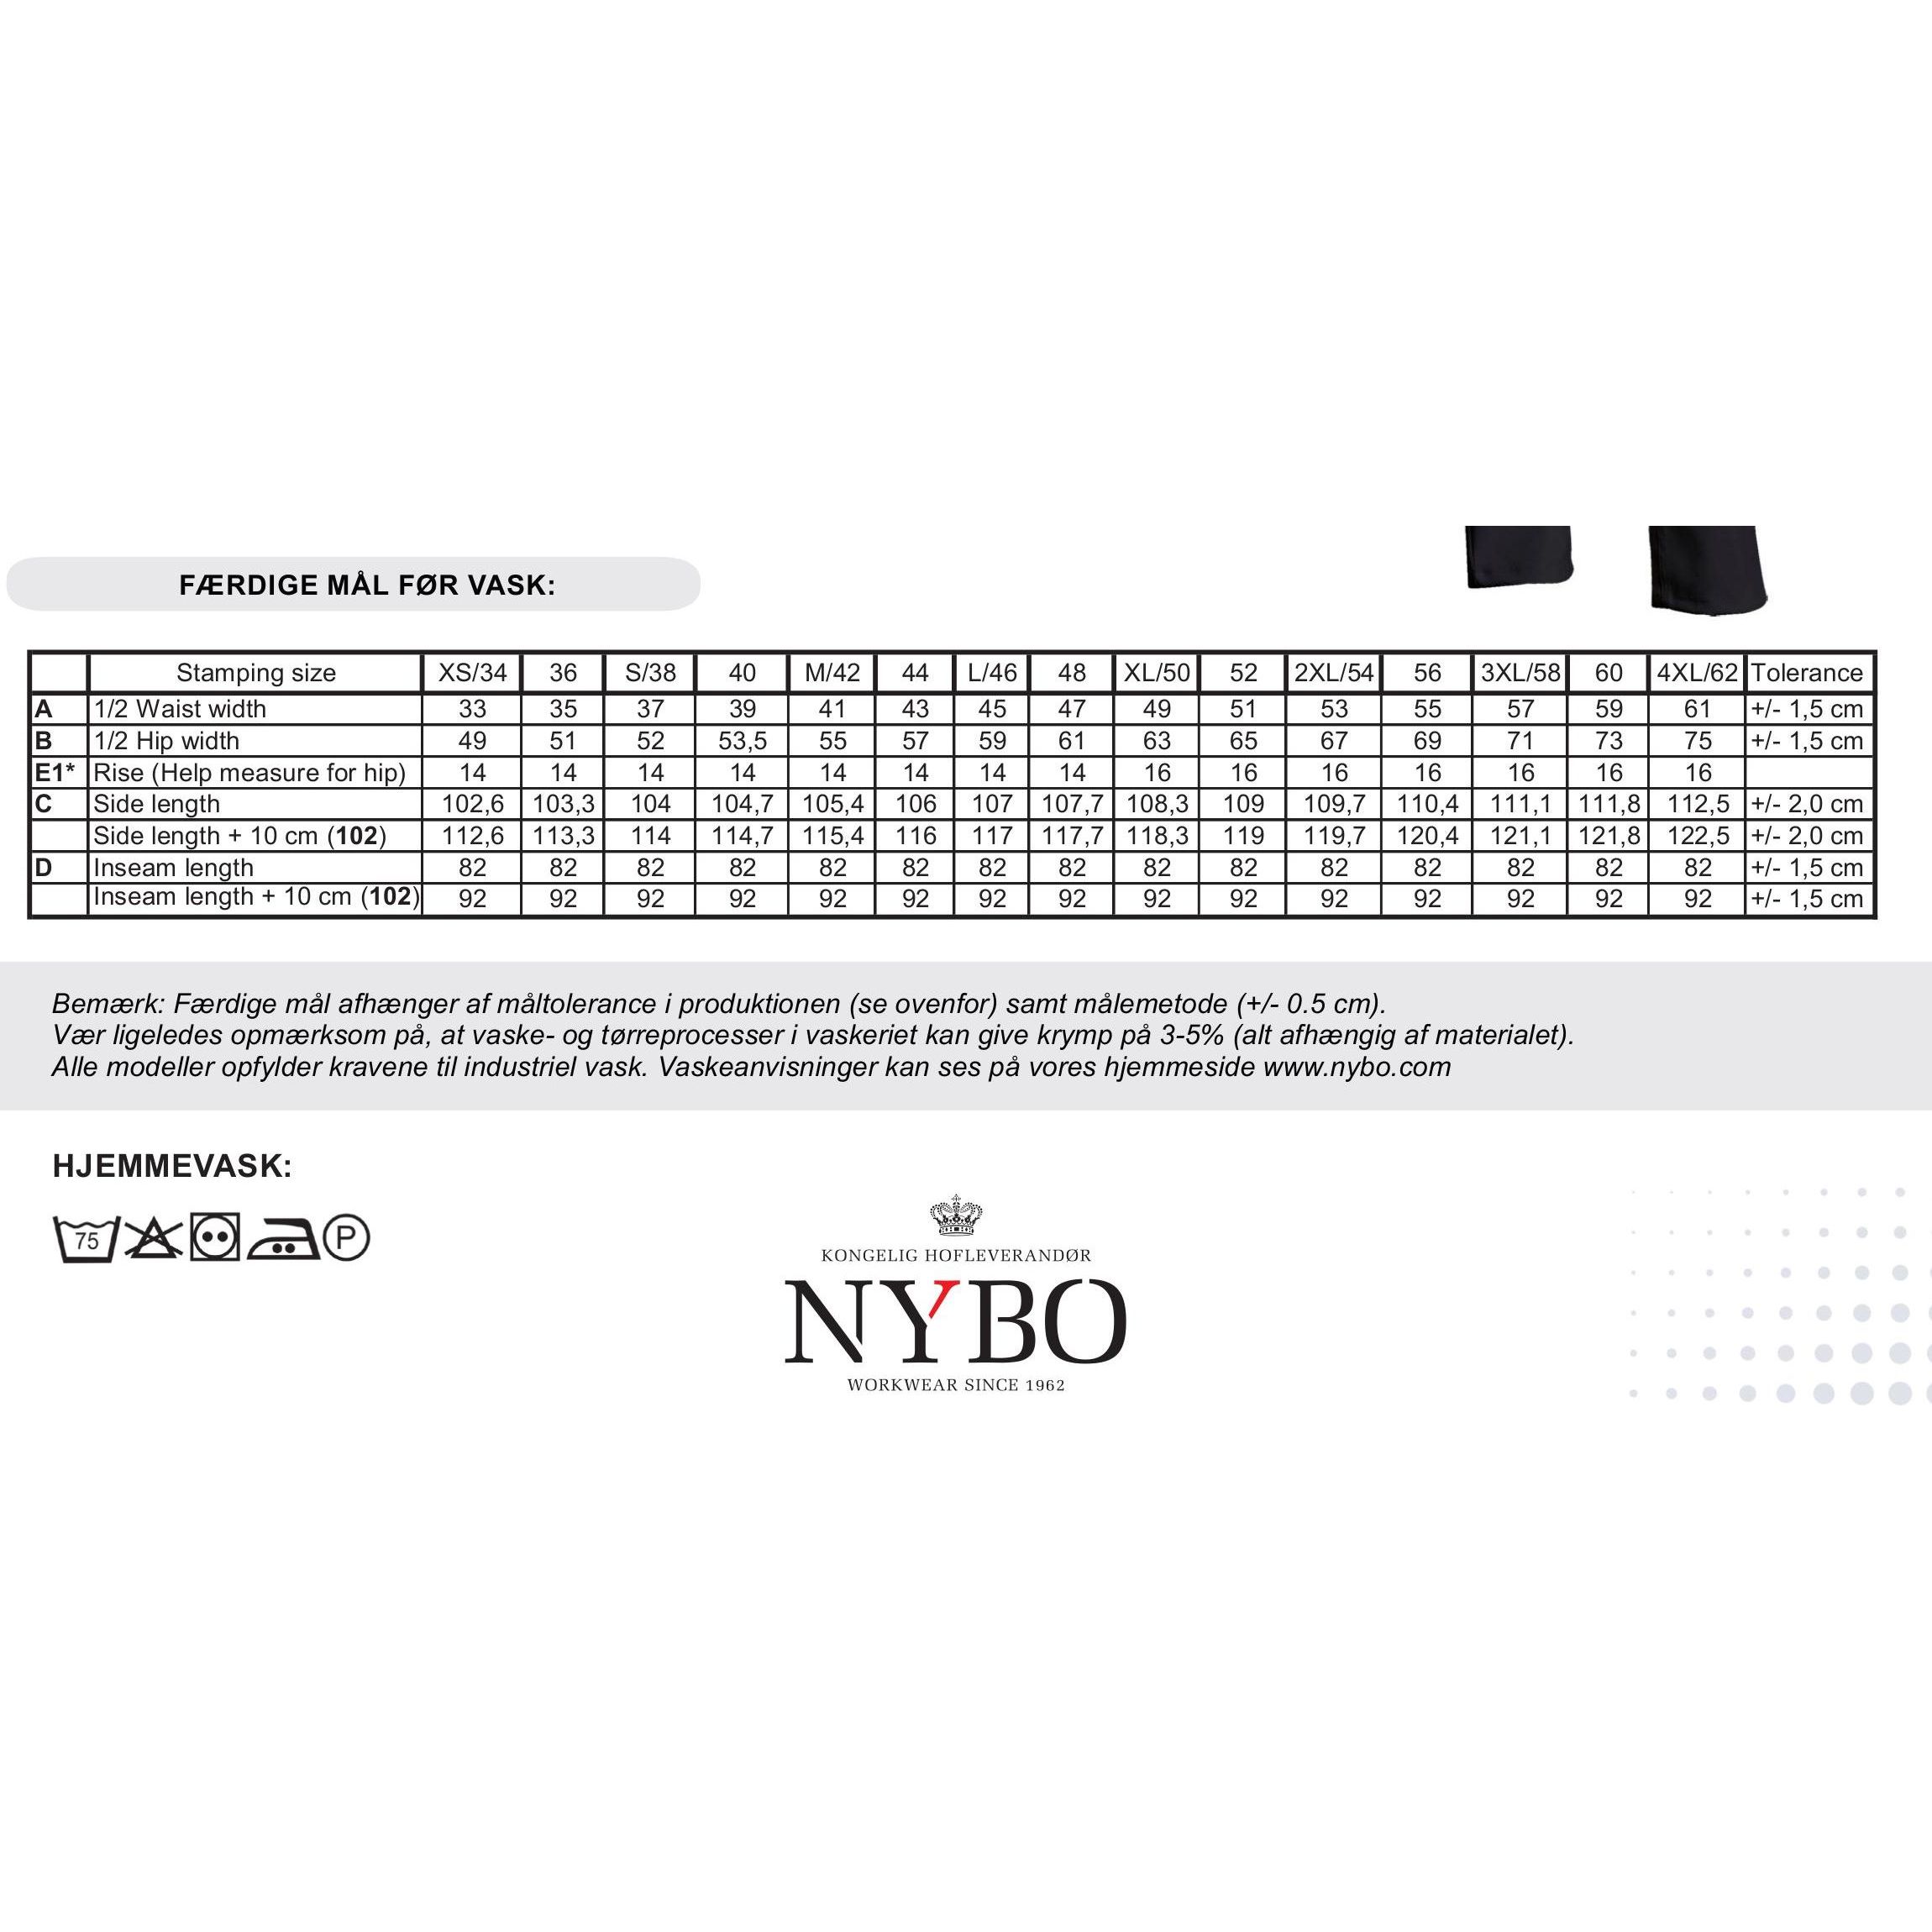 FÆRDIGE MÅL FØR VASK:
Stamping size XS/34 36 S/38 40 M/42 44 L/46 48 XL/50 52 2XL/54 56 3XL/58 60 4XL/62 Tolerance
A 1/2 Waist width 33 35 37 39 41 43 45 47 49 51 53 55 57 59 61 +/- 1,5 cm
B 1/2 Hip width 49 51 52 53,5 55 57 59 61 63 65 67 69 71 73 75 +/- 1,5 cm
E1* Rise (Help measure for hip) 14 14 14 14 14 14 14 14 16 16 16 16 16 16 16
C Side length 102,6 103,3 104 104,7 105,4 106 107 107,7 108,3 109 109,7 110,4 111,1 111,8 112,5 +/- 2,0 cm
Side length + 10 cm (102) 112,6 113,3 114 114,7 115,4 116 117 117,7 118,3 119 119,7 120,4 121,1 121,8 122,5 +/- 2,0 cm
D Inseam length 82 82 82 82 82 82 82 82 82 82 82 82 82 82 82 +/- 1,5 cm
Inseam length + 10 cm (102) 92 92 92 92 92 92 92 92 92 92 92 92 92 92 92 +/- 1,5 cm
Bemærk: Færdige mål afhænger af måltolerance i produktionen (se ovenfor) samt målemetode (+/- 0.5 cm).
Vær ligeledes opmærksom på, at vaske- og tørreprocesser i vaskeriet kan give krymp på 3-5% (alt afhængig af materialet).
Alle modeller opfylder kravene til industriel vask. Vaskeanvisninger kan ses på vores hjemmeside www.nybo.com
HJEMMEVASK:
75 P
KONGELIG HOFLEVERANDØR
NYBO
WORKWEAR SINCE 1962